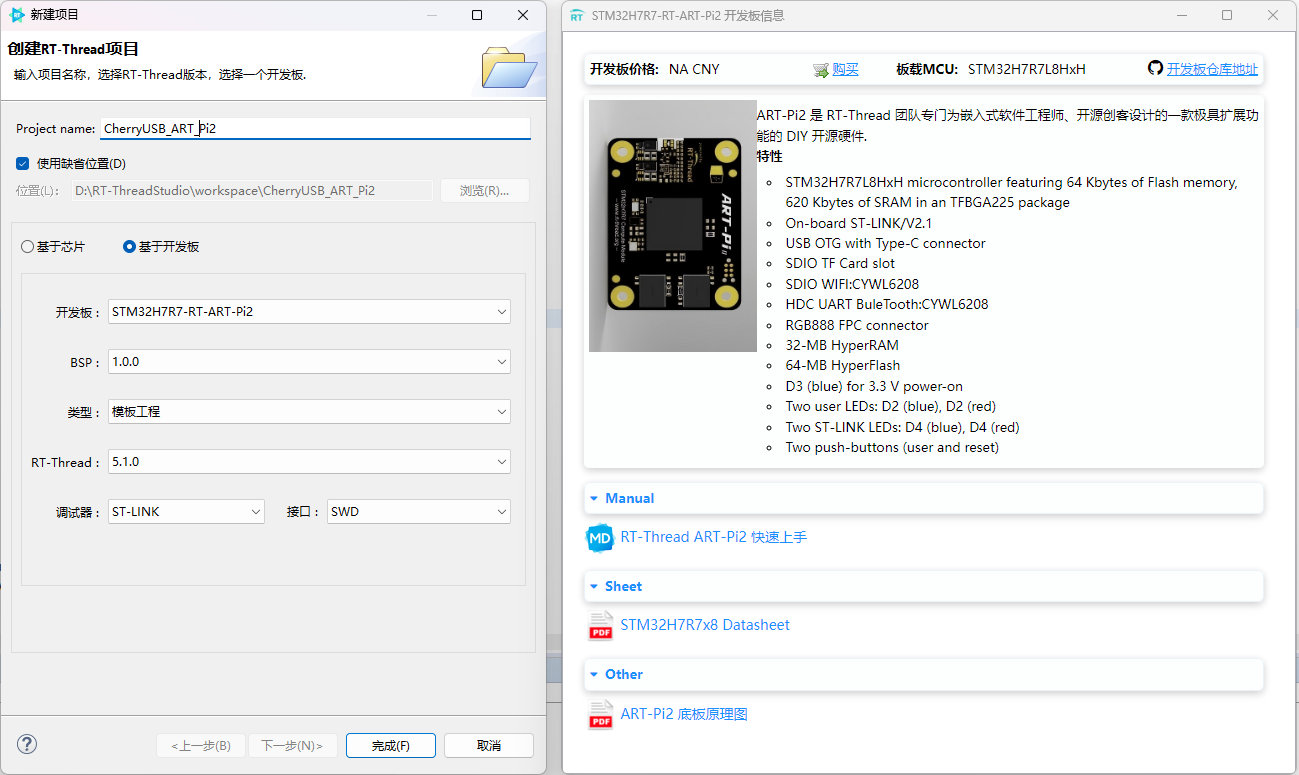 新建项目
创建RT-Thread项目
输入项目名称，选择RT-Thread版本，选择一个开发板.
Project name: CherryUSB_ART_Pi2
使用缺省位置(D)
位置(L)： D:\RT-ThreadStudio\workspace\CherryUSB_ART_Pi2 浏览(R)...
基于芯片 基于开发板
开发板： STM32H7R7-RT-ART-Pi2
BSP： 1.0.0
类型： 模板工程
RT-Thread： 5.1.0
调试器： ST-LINK 接口： SWD
<上一步(B) 下一步(N)> 完成(F) 取消
STM32H7R7-RT-ART-Pi2 开发板信息
开发板价格: NA CNY 购买 板载MCU: STM32H7R7L8HxH 开发板仓库地址
ART-Pi2 是 RT-Thread 团队专门为嵌入式软件工程师、开源创客设计的一款极具扩展功
能的 DIY 开源硬件.
特性
STM32H7R7L8HxH microcontroller featuring 64 Kbytes of Flash memory,
620 Kbytes of SRAM in an TFBGA225 package
On-board ST-LINK/V2.1
USB OTG with Type-C connector
SDIO TF Card slot
SDIO WIFI:CYWL6208
HDC UART BuleTooth:CYWL6208
RGB888 FPC connector
32-MB HyperRAM
64-MB HyperFlash
D3 (blue) for 3.3 V power-on
Two user LEDs: D2 (blue), D2 (red)
Two ST-LINK LEDs: D4 (blue), D4 (red)
Two push-buttons (user and reset)
RT-Thread
ART-Pi
Manual
MD RT-Thread ART-Pi2 快速上手
Sheet
PDF STM32H7R7x8 Datasheet
Other
PDF ART-Pi2 底板原理图